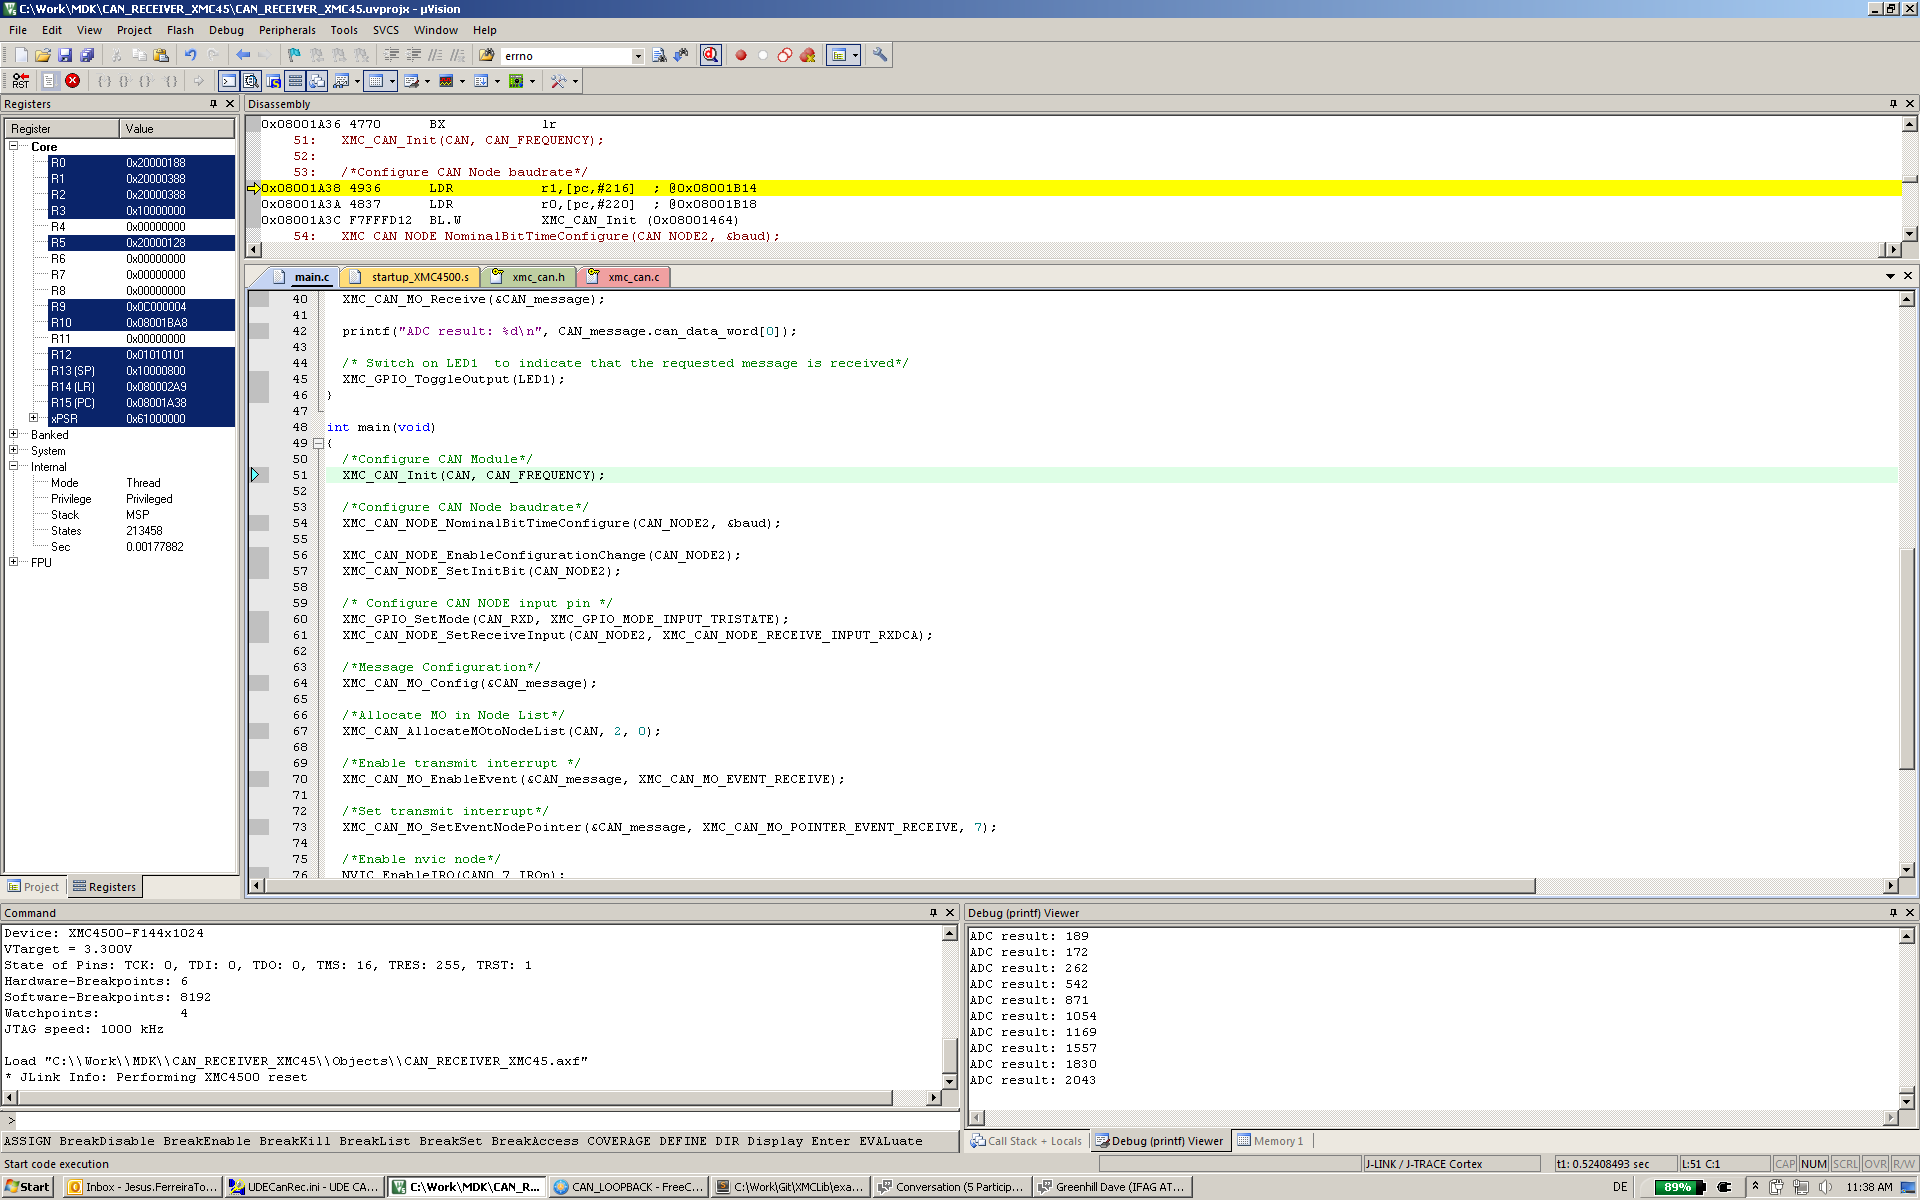 C:\Work\MDK\CAN_RECEIVER_XMC45\CAN_RECEIVER_XMC45.uvprojx - µVision
File Edit View Project Flash Debug Peripherals Tools SVCS Window Help
errno
RST
Registers
Register Value
Core
R0 0x20000188
R1 0x20000388
R2 0x20000388
R3 0x10000000
R4 0x00000000
R5 0x20000128
R6 0x00000000
R7 0x00000000
R8 0x00000000
R9 0x0C000004
R10 0x08001BA8
R11 0x00000000
R12 0x01010101
R13 (SP) 0x10000800
R14 (LR) 0x080002A9
R15 (PC) 0x08001A38
xPSR 0x61000000
Banked
System
Internal
Mode Thread
Privilege Privileged
Stack MSP
States 213458
Sec 0.00177882
FPU
Project Registers
Disassembly
0x08001A36 4770 BX lr
51: XMC_CAN_Init(CAN, CAN_FREQUENCY);
52:
53: /*Configure CAN Node baudrate*/
0x08001A38 4936 LDR r1,[pc,#216] ; @0x08001B14
0x08001A3A 4837 LDR r0,[pc,#220] ; @0x08001B18
0x08001A3C F7FFFD12 BL.W XMC_CAN_Init (0x08001464)
54: XMC_CAN_NODE_NominalBitTimeConfigure(CAN_NODE2, &baud);
main.c startup_XMC4500.s xmc_can.h xmc_can.c
40 XMC_CAN_MO_Receive(&CAN_message);
41
42 printf("ADC result: %d\n", CAN_message.can_data_word[0]);
43
44 /* Switch on LED1  to indicate that the requested message is received*/
45 XMC_GPIO_ToggleOutput(LED1);
46 }
47
48 int main(void)
49 {
50 /*Configure CAN Module*/
51 XMC_CAN_Init(CAN, CAN_FREQUENCY);
52
53 /*Configure CAN Node baudrate*/
54 XMC_CAN_NODE_NominalBitTimeConfigure(CAN_NODE2, &baud);
55
56 XMC_CAN_NODE_EnableConfigurationChange(CAN_NODE2);
57 XMC_CAN_NODE_SetInitBit(CAN_NODE2);
58
59 /* Configure CAN NODE input pin */
60 XMC_GPIO_SetMode(CAN_RXD, XMC_GPIO_MODE_INPUT_TRISTATE);
61 XMC_CAN_NODE_SetReceiveInput(CAN_NODE2, XMC_CAN_NODE_RECEIVE_INPUT_RXDCA);
62
63 /*Message Configuration*/
64 XMC_CAN_MO_Config(&CAN_message);
65
66 /*Allocate MO in Node List*/
67 XMC_CAN_AllocateMOtoNodeList(CAN, 2, 0);
68
69 /*Enable transmit interrupt */
70 XMC_CAN_MO_EnableEvent(&CAN_message, XMC_CAN_MO_EVENT_RECEIVE);
71
72 /*Set transmit interrupt*/
73 XMC_CAN_MO_SetEventNodePointer(&CAN_message, XMC_CAN_MO_POINTER_EVENT_RECEIVE, 7);
74
75 /*Enable nvic node*/
76 NVIC_EnableIRQ(CAN0_7_IRQn);
Command
Device: XMC4500-F144x1024
VTarget = 3.300V
State of Pins: TCK: 0, TDI: 0, TDO: 0, TMS: 16, TRES: 255, TRST: 1
Hardware-Breakpoints: 6
Software-Breakpoints: 8192
Watchpoints: 4
JTAG speed: 1000 kHz
Load "C:\\Work\\MDK\\CAN_RECEIVER_XMC45\\Objects\\CAN_RECEIVER_XMC45.axf"
* JLink Info: Performing XMC4500 reset
>
ASSIGN BreakDisable BreakEnable BreakKill BreakList BreakSet BreakAccess COVERAGE DEFINE DIR Display Enter EVALuate
Debug (printf) Viewer
ADC result: 189
ADC result: 172
ADC result: 262
ADC result: 542
ADC result: 871
ADC result: 1054
ADC result: 1169
ADC result: 1557
ADC result: 1830
ADC result: 2043
Call Stack + Locals Debug (printf) Viewer Memory 1
Start code execution J-LINK / J-TRACE Cortex t1: 0.52408493 sec L:51 C:1 CAP NUM SCRL OVR R/W
Start Inbox - Jesus.FerreiraTo... UDECanRec.ini - UDE CA... C:\Work\MDK\CAN_R... CAN_LOOPBACK - FreeC... C:\Work\Git\XMCLib\exa... Conversation (5 Particip... Greenhill Dave (IFAG AT... DE 89% 11:38 AM